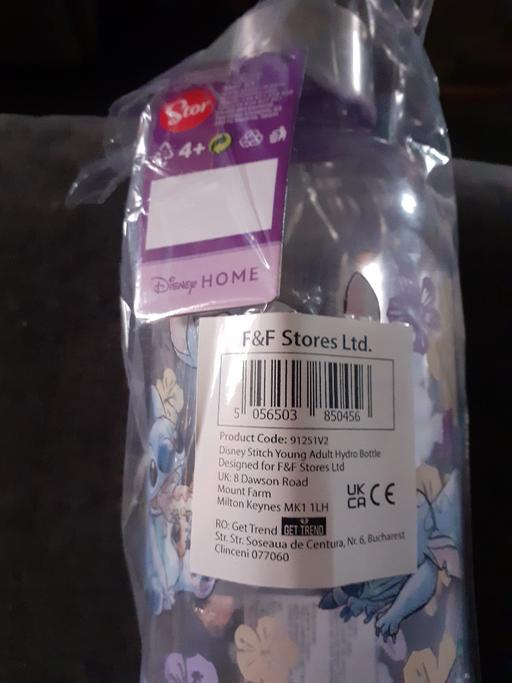 Stor
4+
Disney HOME
F&F Stores Ltd.
5 056503 850456
Product Code: 91251V2
Disney Stitch Young Adult Hydro Bottle
Designed for F&F Stores Ltd
UK: 8 Dawson Road
Mount Farm
Milton Keynes MK1 1LH
UK
CA CE
RO: Get Trend GET TREND
Str. Str. Soseaua de Centura, Nr. 6, Bucharest
Clinceni 077060